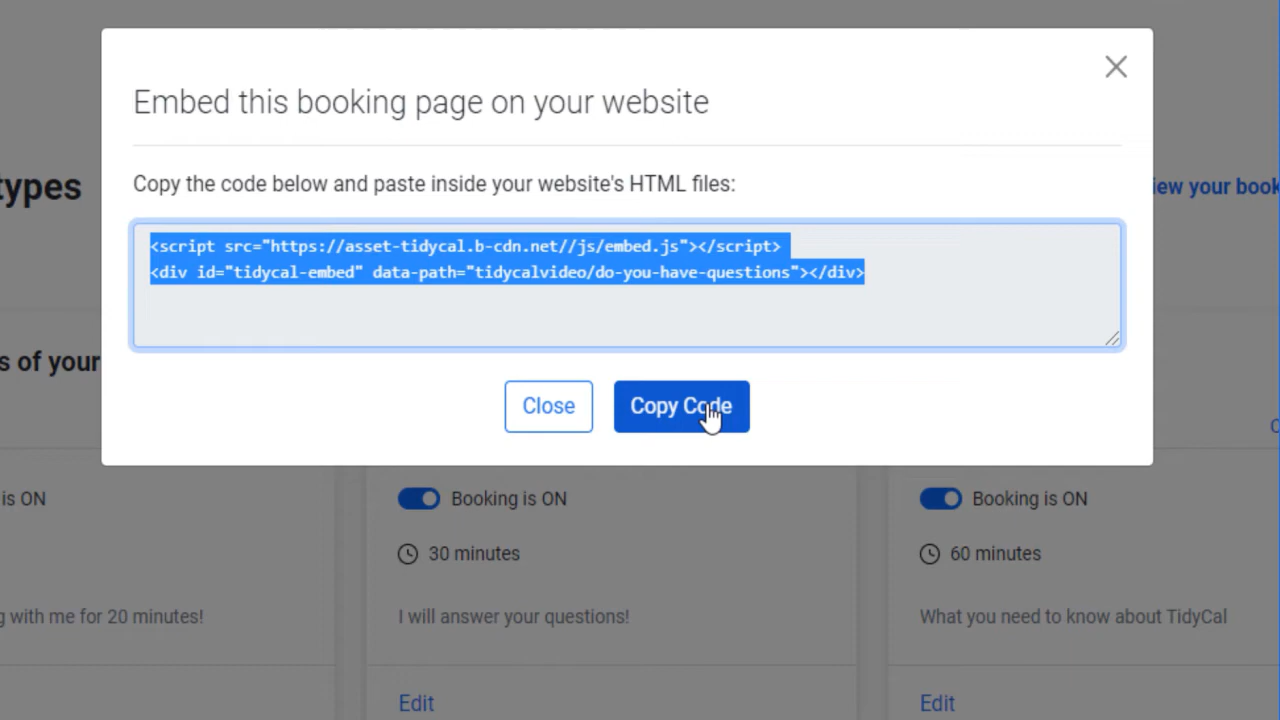 Embed this booking page on your website
types
iew your book
Copy the code below and paste inside your website's HTML files:
<script src="https://asset-tidycal.b-cdn.net//js/embed.js"></script>
<div id="tidycal-embed" data-path="tidycalvideo/do-you-have-questions"></div>
s of your
Close
Copy Code
is ON
Booking is ON
Booking is ON
30 minutes
60 minutes
g with me for 20 minutes!
I will answer your questions!
What you need to know about TidyCal
Edit
Edit